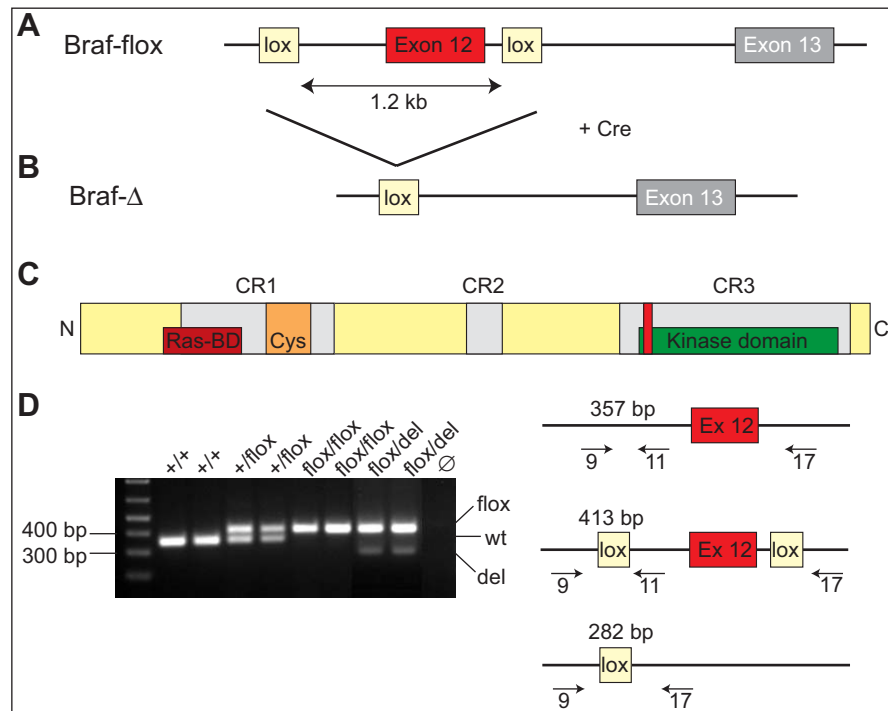 A
Braf-flox
lox
Exon 12
lox
Exon 13
1.2 kb
+ Cre
B
Braf-Δ
lox
Exon 13
C
CR1
CR2
CR3
N
Ras-BD
Cys
Kinase domain
C
D
+/+
+/+
+/flox
+/flox
flox/flox
flox/flox
flox/del
flox/del
∅
400 bp
300 bp
flox
wt
del
357 bp
Ex 12
9
11
17
413 bp
lox
Ex 12
lox
9
11
17
282 bp
lox
9
17